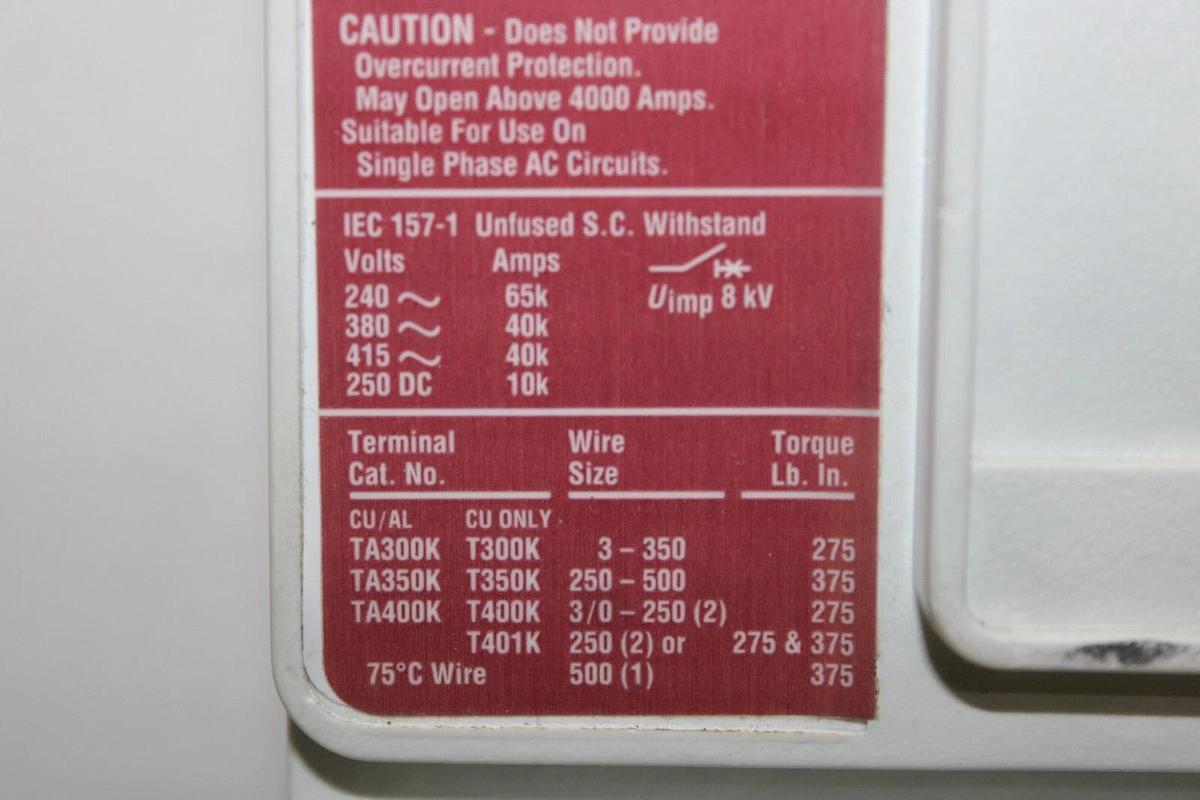 CAUTION - Does Not Provide
Overcurrent Protection.
May Open Above 4000 Amps.
Suitable For Use On
Single Phase AC Circuits.
IEC 157-1 Unfused S.C. Withstand
Volts Amps
240 ~ 65k
Uimp 8 kV
380 ~ 40k
415 ~ 40k
250 DC 10k
Terminal Wire Torque
Cat. No. Size Lb. In.
CU/AL CU ONLY
TA300K T300K 3 – 350 275
TA350K T350K 250 – 500 375
TA400K T400K 3/0 – 250 (2) 275
T401K 250 (2) or 275 & 375
75°C Wire 500 (1) 375